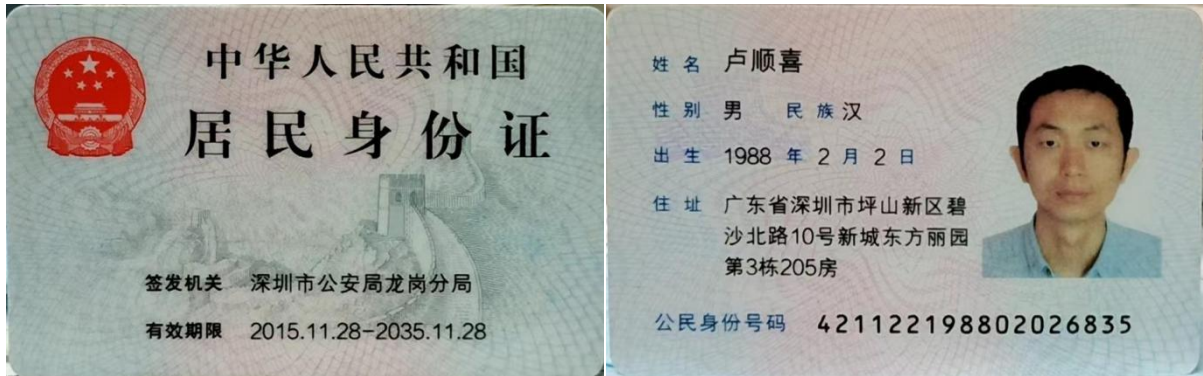 中华人民共和国
居民身份证
签发机关 深圳市公安局龙岗分局
有效期限 2015.11.28-2035.11.28
姓名 卢顺喜
性别 男 民族 汉
出生 1988 年 2 月 2 日
住址 广东省深圳市坪山新区碧
沙北路10号新城东方丽园
第3栋205房
公民身份号码 421122198802026835